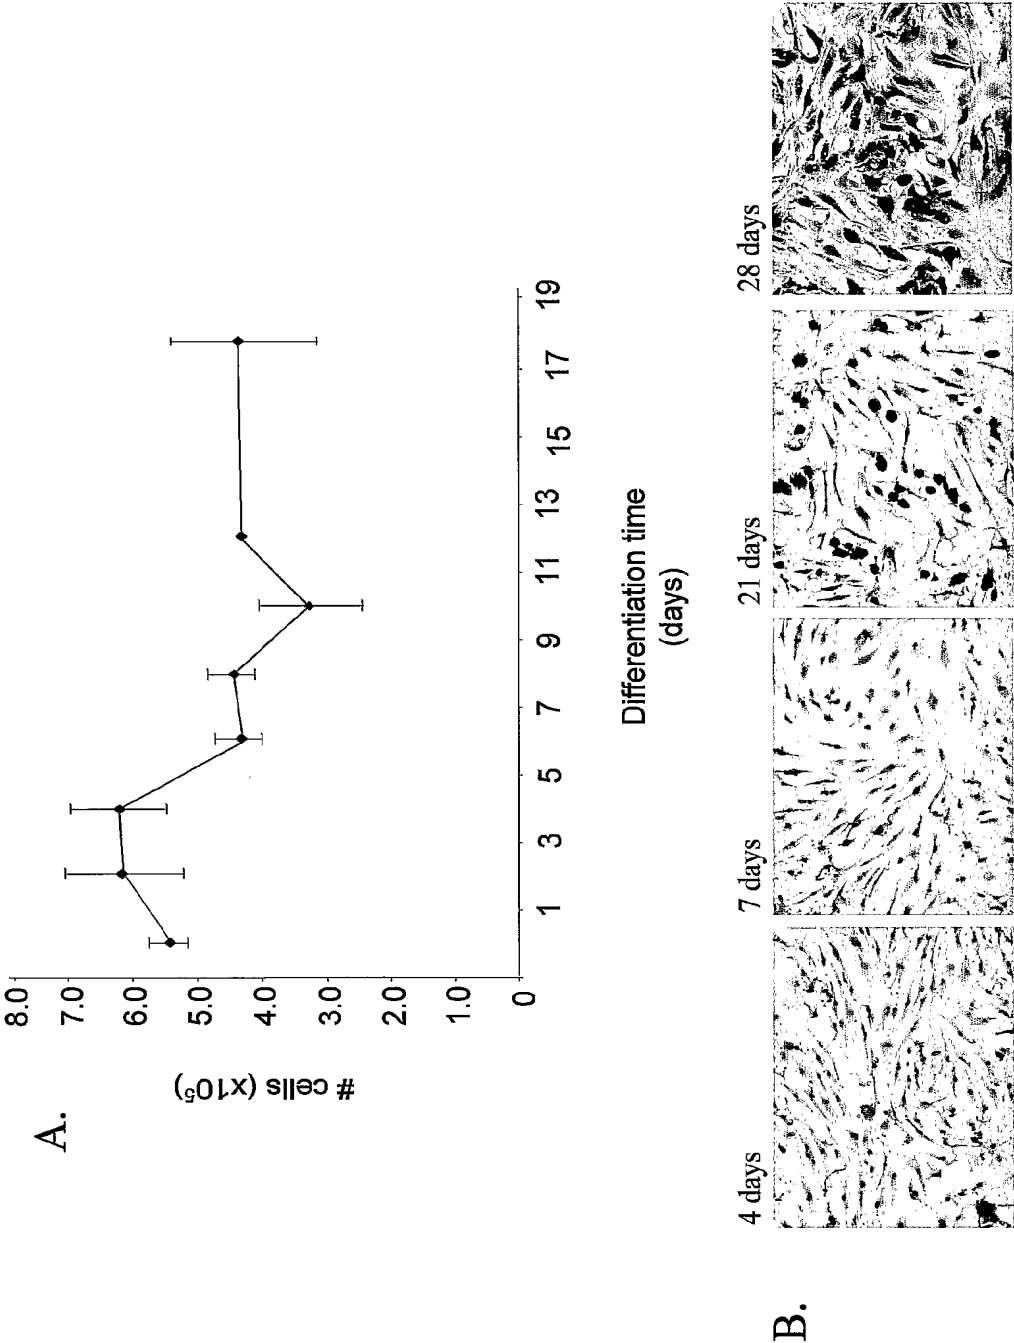 A.
# cells (x10⁵)
8.0
7.0
6.0
5.0
4.0
3.0
2.0
1.0
0
1 3 5 7 9 11 13 15 17 19
Differentiation time
(days)
B.
4 days 7 days 21 days 28 days